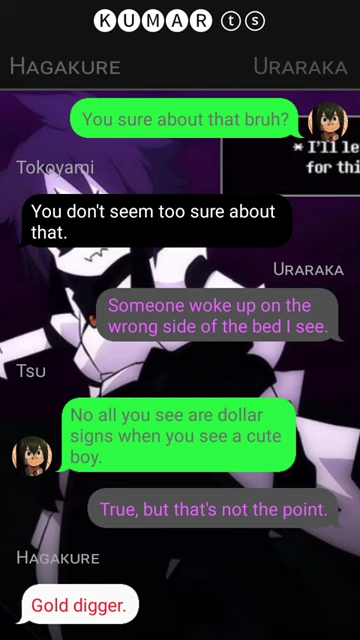 KUMAR ts
HAGAKURE
URARAKA
You sure about that bruh?
* I'll le
for thi
Tokoyami
You don't seem too sure about
that.
URARAKA
Someone woke up on the
wrong side of the bed I see.
TSU
No all you see are dollar
signs when you see a cute
boy.
True, but that's not the point.
HAGAKURE
Gold digger.